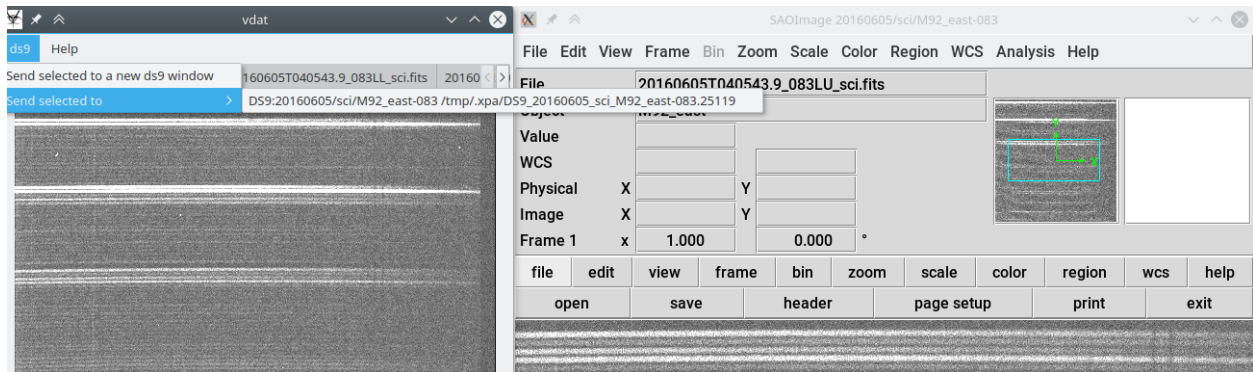 vdat
ds9 Help
Send selected to a new ds9 window
160605T040543.9_083LL_sci.fits 20160
Send selected to
DS9:20160605/sci/M92_east-083 /tmp/.xpa/DS9_20160605_sci_M92_east-083.25119
SAOImage 20160605/sci/M92_east-083
File Edit View Frame Bin Zoom Scale Color Region WCS Analysis Help
File 20160605T040543.9_083LU_sci.fits
Object M92_east
Value
WCS
Physical X Y
Image X Y
Frame 1 x 1.000 0.000 °
file edit view frame bin zoom scale color region wcs help
open save header page setup print exit